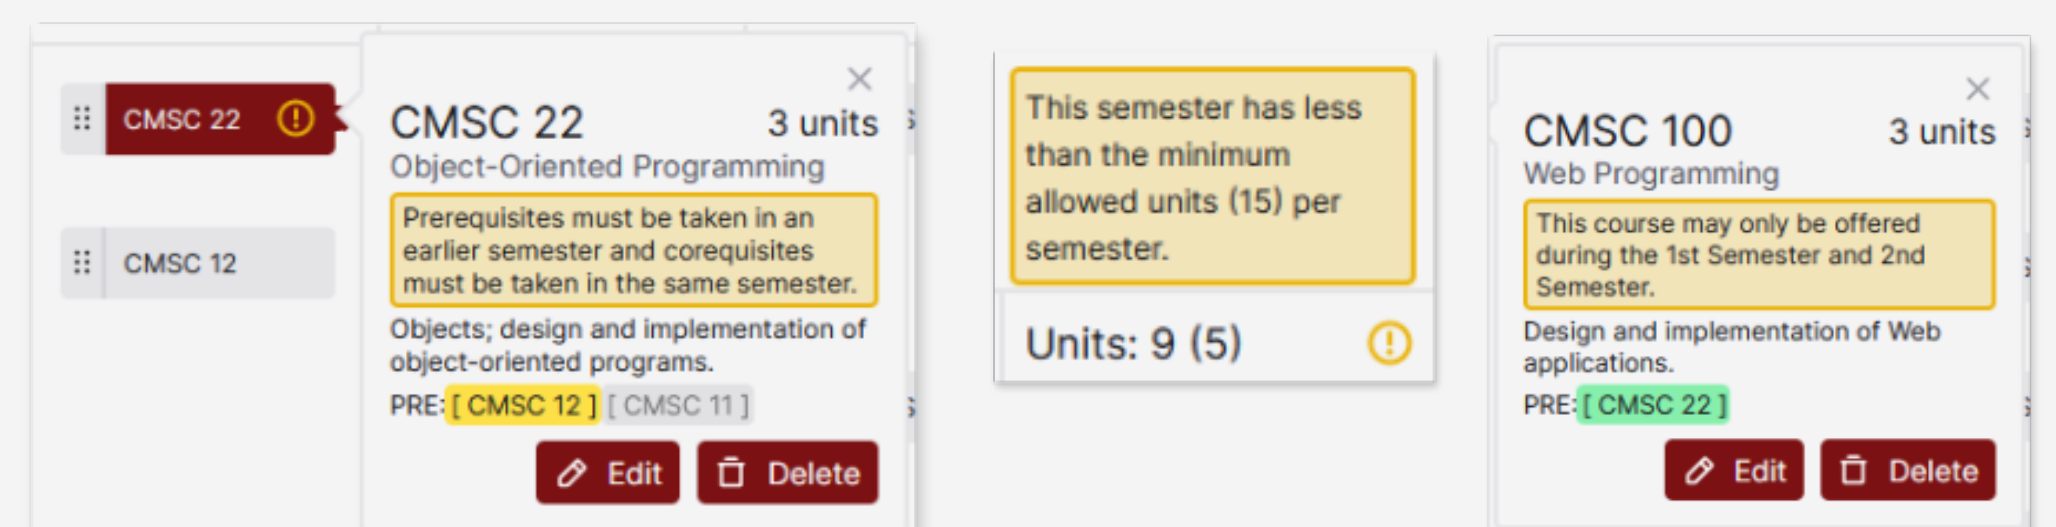 CMSC 22
CMSC 12
CMSC 22
3 units
Object-Oriented Programming
Prerequisites must be taken in an
earlier semester and corequisites
must be taken in the same semester.
Objects; design and implementation of
object-oriented programs.
PRE: [ CMSC 12 ] [ CMSC 11 ]
Edit
Delete
This semester has less
than the minimum
allowed units (15) per
semester.
Units: 9 (5)
CMSC 100
3 units
Web Programming
This course may only be offered
during the 1st Semester and 2nd
Semester.
Design and implementation of Web
applications.
PRE: [ CMSC 22 ]
Edit
Delete